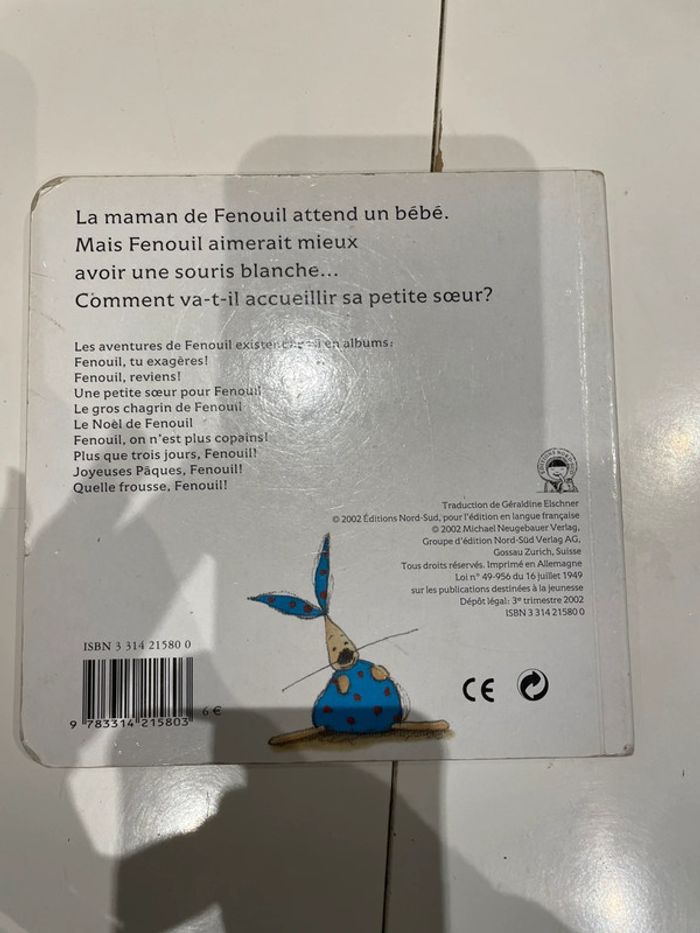 La maman de Fenouil attend un bébé.
Mais Fenouil aimerait mieux
avoir une souris blanche...
Comment va-t-il accueillir sa petite sœur?
Les aventures de Fenouil existent en albums:
Fenouil, tu exagères!
Fenouil, reviens!
Une petite sœur pour Fenouil
Le gros chagrin de Fenouil
Le Noël de Fenouil
Fenouil, on n'est plus copains!
Plus que trois jours, Fenouil!
Joyeuses Pâques, Fenouil!
Quelle frousse, Fenouil!
EDITIONS NORD-SUD
Traduction de Géraldine Elschner
© 2002 Éditions Nord-Sud, pour l'édition en langue française
© 2002 Michael Neugebauer Verlag,
Groupe d'édition Nord-Süd Verlag AG,
Gossau Zurich, Suisse
Tous droits réservés. Imprimé en Allemagne
Loi n° 49-956 du 16 juillet 1949
sur les publications destinées à la jeunesse
Dépôt légal: 3e trimestre 2002
ISBN 3 314 21580 0
ISBN 3 314 21580 0
9 783314 215803
6 €
CE